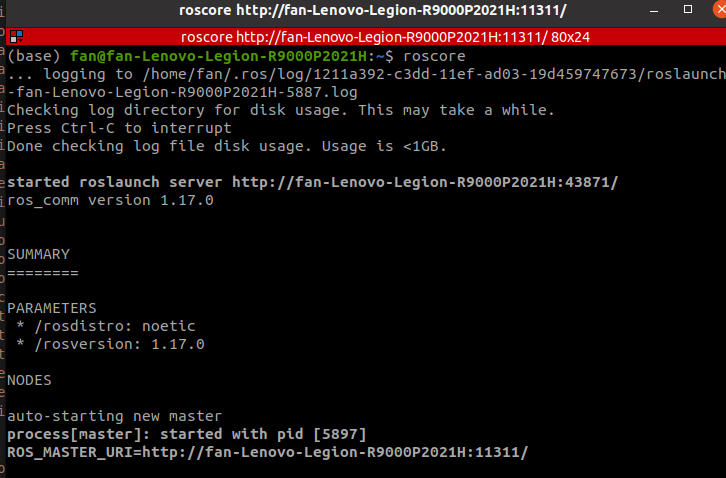 roscore http://fan-Lenovo-Legion-R9000P2021H:11311/
roscore http://fan-Lenovo-Legion-R9000P2021H:11311/ 80x24
(base) fan@fan-Lenovo-Legion-R9000P2021H:~$ roscore
... logging to /home/fan/.ros/log/1211a392-c3dd-11ef-ad03-19d459747673/roslaunch
-fan-Lenovo-Legion-R9000P2021H-5887.log
Checking log directory for disk usage. This may take a while.
Press Ctrl-C to interrupt
Done checking log file disk usage. Usage is <1GB.
started roslaunch server http://fan-Lenovo-Legion-R9000P2021H:43871/
ros_comm version 1.17.0
SUMMARY
========
PARAMETERS
* /rosdistro: noetic
* /rosversion: 1.17.0
NODES
auto-starting new master
process[master]: started with pid [5897]
ROS_MASTER_URI=http://fan-Lenovo-Legion-R9000P2021H:11311/